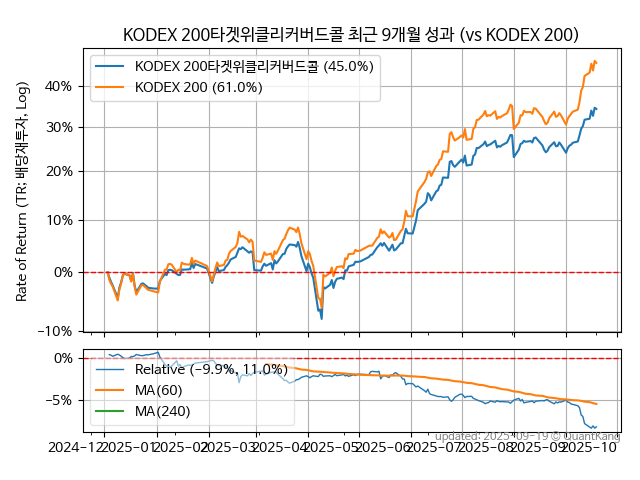 KODEX 200타겟위클리커버드콜 최근 9개월 성과 (vs KODEX 200)
Rate of Return (TR: 배당재투자, Log)
KODEX 200타겟위클리커버드콜 (45.0%)
KODEX 200 (61.0%)
40%
30%
20%
10%
0%
−10%
0%
−5%
Relative (−9.9%, 11.0%)
MA(60)
MA(240)
updated: 2025-09-19 © QuantKang
2024-12 2025-01 2025-02 2025-03 2025-04 2025-05 2025-06 2025-07 2025-08 2025-09 2025-10